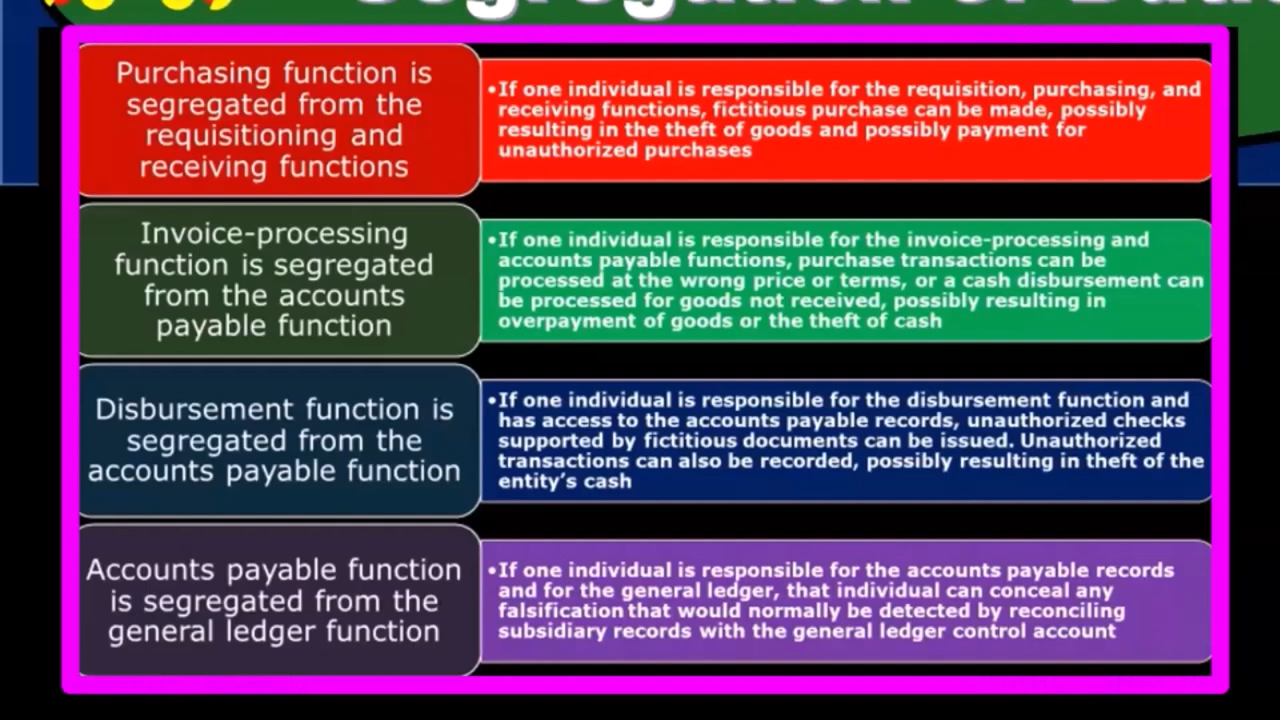 Segregation of
Purchasing function is
segregated from the
requisitioning and
receiving functions
•If one individual is responsible for the requisition, purchasing, and
receiving functions, fictitious purchase can be made, possibly
resulting in the theft of goods and possibly payment for
unauthorized purchases
Invoice-processing
function is segregated
from the accounts
payable function
•If one individual is responsible for the invoice-processing and
accounts payable functions, purchase transactions can be
processed at the wrong price or terms, or a cash disbursement can
be processed for goods not received, possibly resulting in
overpayment of goods or the theft of cash
Disbursement function is
segregated from the
accounts payable function
•If one individual is responsible for the disbursement function and
has access to the accounts payable records, unauthorized checks
supported by fictitious documents can be issued. Unauthorized
transactions can also be recorded, possibly resulting in theft of the
entity’s cash
Accounts payable function
is segregated from the
general ledger function
•If one individual is responsible for the accounts payable records
and for the general ledger, that individual can conceal any
falsification that would normally be detected by reconciling
subsidiary records with the general ledger control account